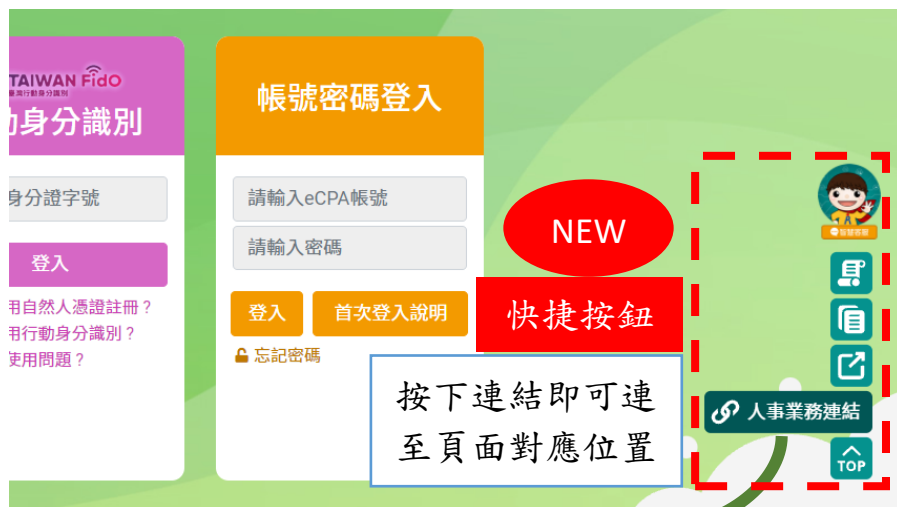 TAIWAN FidO
臺灣行動身分識別
動身分識別
身分證字號
登入
用自然人憑證註冊？
用行動身分識別？
使用問題？
帳號密碼登入
請輸入eCPA帳號
請輸入密碼
登入
首次登入說明
忘記密碼
NEW
快捷按鈕
按下連結即可連
至頁面對應位置
智慧客服
人事業務連結
TOP